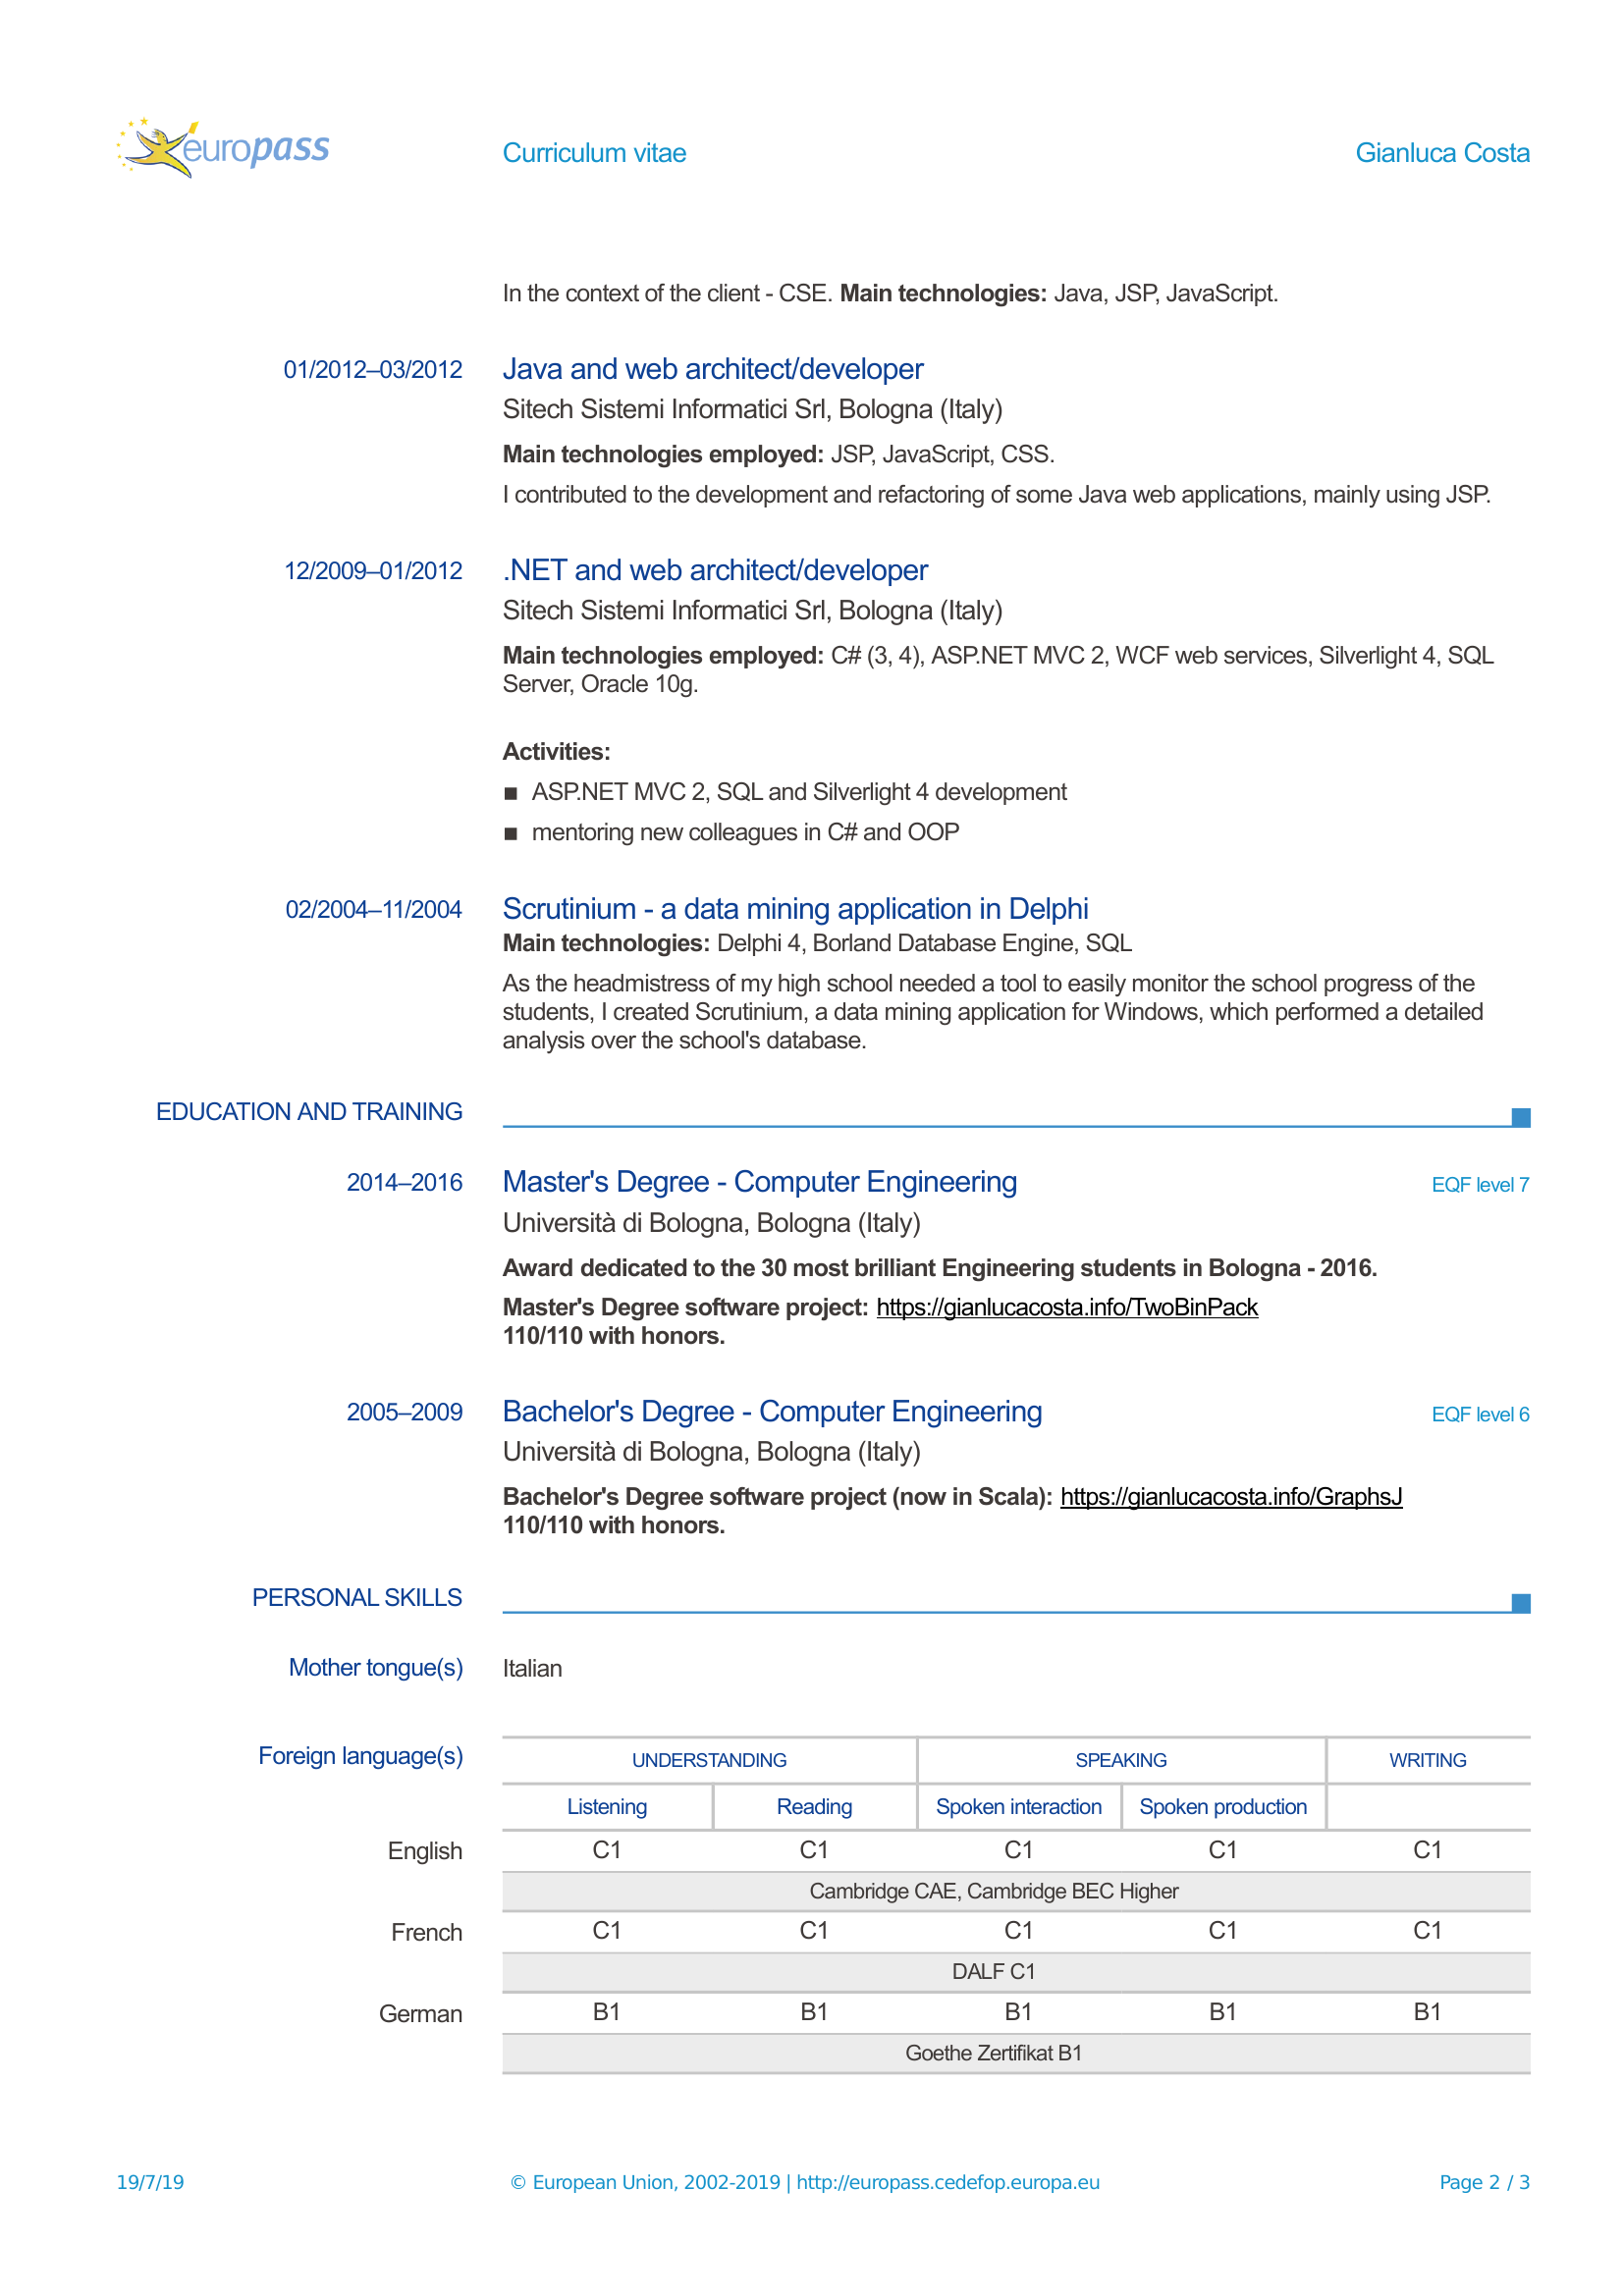 europass
Curriculum vitae
Gianluca Costa
In the context of the client - CSE. Main technologies: Java, JSP, JavaScript.
01/2012–03/2012
Java and web architect/developer
Sitech Sistemi Informatici Srl, Bologna (Italy)
Main technologies employed: JSP, JavaScript, CSS.
I contributed to the development and refactoring of some Java web applications, mainly using JSP.
12/2009–01/2012
.NET and web architect/developer
Sitech Sistemi Informatici Srl, Bologna (Italy)
Main technologies employed: C# (3, 4), ASP.NET MVC 2, WCF web services, Silverlight 4, SQL
Server, Oracle 10g.
Activities:
■ ASP.NET MVC 2, SQL and Silverlight 4 development
■ mentoring new colleagues in C# and OOP
02/2004–11/2004
Scrutinium - a data mining application in Delphi
Main technologies: Delphi 4, Borland Database Engine, SQL
As the headmistress of my high school needed a tool to easily monitor the school progress of the
students, I created Scrutinium, a data mining application for Windows, which performed a detailed
analysis over the school's database.
EDUCATION AND TRAINING
2014–2016
Master's Degree - Computer Engineering
EQF level 7
Università di Bologna, Bologna (Italy)
Award dedicated to the 30 most brilliant Engineering students in Bologna - 2016.
Master's Degree software project: https://gianlucacosta.info/TwoBinPack
110/110 with honors.
2005–2009
Bachelor's Degree - Computer Engineering
EQF level 6
Università di Bologna, Bologna (Italy)
Bachelor's Degree software project (now in Scala): https://gianlucacosta.info/GraphsJ
110/110 with honors.
PERSONAL SKILLS
Mother tongue(s)
Italian
Foreign language(s)
UNDERSTANDING SPEAKING WRITING
Listening Reading Spoken interaction Spoken production
English C1 C1 C1 C1 C1
Cambridge CAE, Cambridge BEC Higher
French C1 C1 C1 C1 C1
DALF C1
German B1 B1 B1 B1 B1
Goethe Zertifikat B1
19/7/19
© European Union, 2002-2019 | http://europass.cedefop.europa.eu
Page 2 / 3